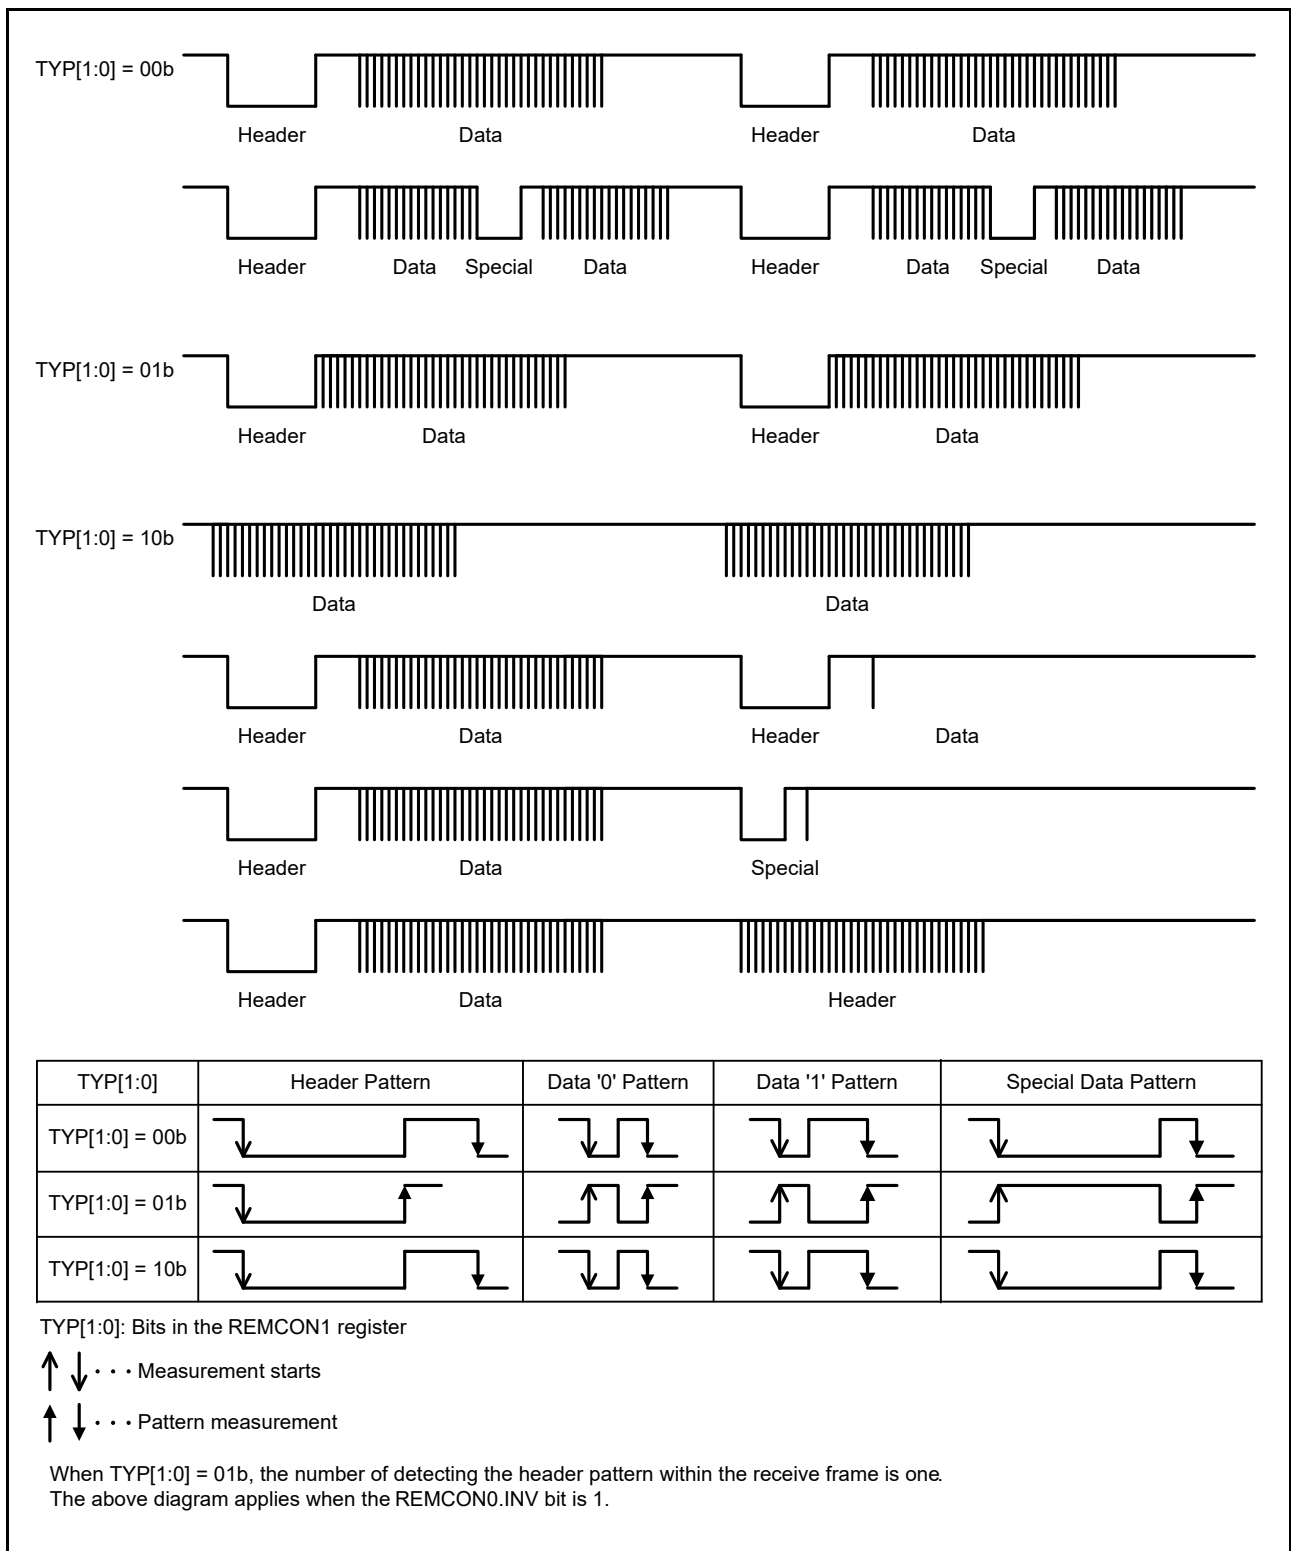 TYP[1:0] = 00b
Header Data Header Data
Header Data Special Data Header Data Special Data
TYP[1:0] = 01b
Header Data Header Data
TYP[1:0] = 10b
Data Data
Header Data Header Data
Header Data Special
Header Data Header
TYP[1:0] Header Pattern Data '0' Pattern Data '1' Pattern Special Data Pattern
TYP[1:0] = 00b
TYP[1:0] = 01b
TYP[1:0] = 10b
TYP[1:0]: Bits in the REMCON1 register
· · · Measurement starts
· · · Pattern measurement
When TYP[1:0] = 01b, the number of detecting the header pattern within the receive frame is one.
The above diagram applies when the REMCON0.INV bit is 1.